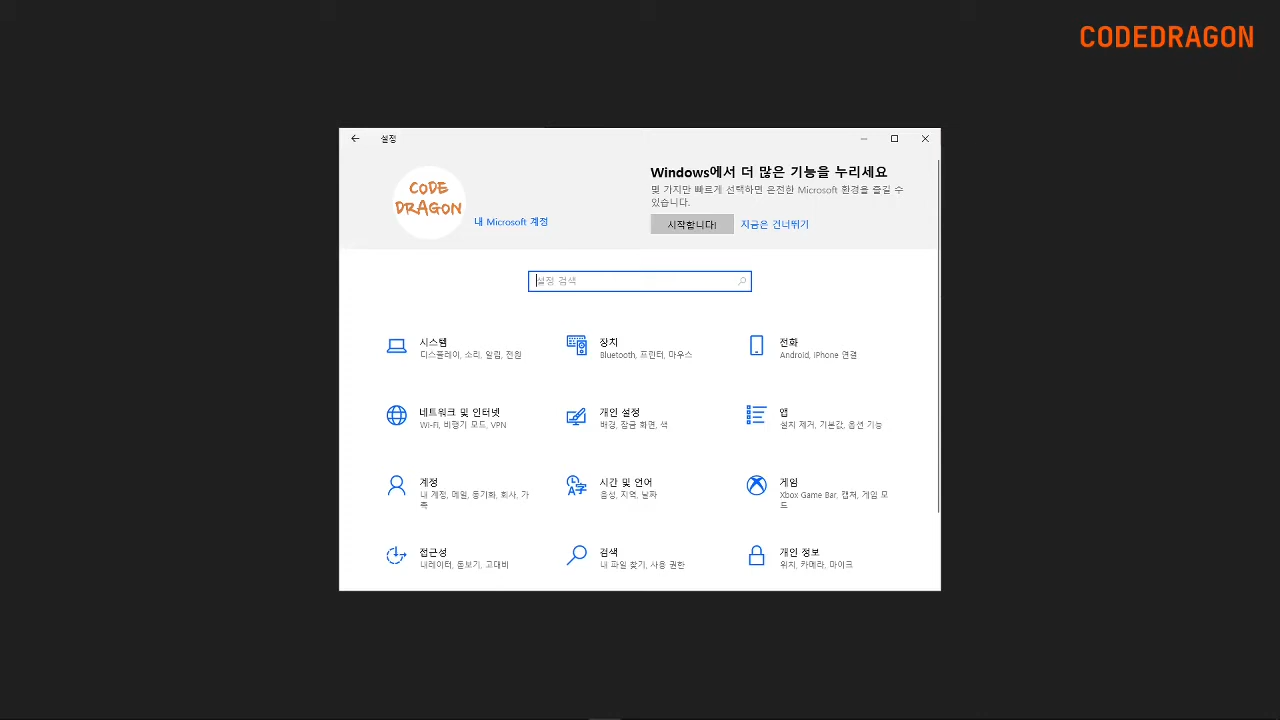 CODEDRAGON
설정
CODE
DRAGON
내 Microsoft 계정
Windows에서 더 많은 기능을 누리세요
몇 가지만 빠르게 선택하면 온전한 Microsoft 환경을 즐길 수
있습니다.
시작합니다!
지금은 건너뛰기
설정 검색
시스템
디스플레이, 소리, 알림, 전원
장치
Bluetooth, 프린터, 마우스
전화
Android, iPhone 연결
네트워크 및 인터넷
Wi-Fi, 비행기 모드, VPN
개인 설정
배경, 잠금 화면, 색
앱
설치 제거, 기본값, 옵션 기능
계정
내 계정, 메일, 동기화, 회사, 가
족
시간 및 언어
음성, 지역, 날짜
게임
Xbox Game Bar, 캡처, 게임 모
드
접근성
내레이터, 돋보기, 고대비
검색
내 파일 찾기, 사용 권한
개인 정보
위치, 카메라, 마이크